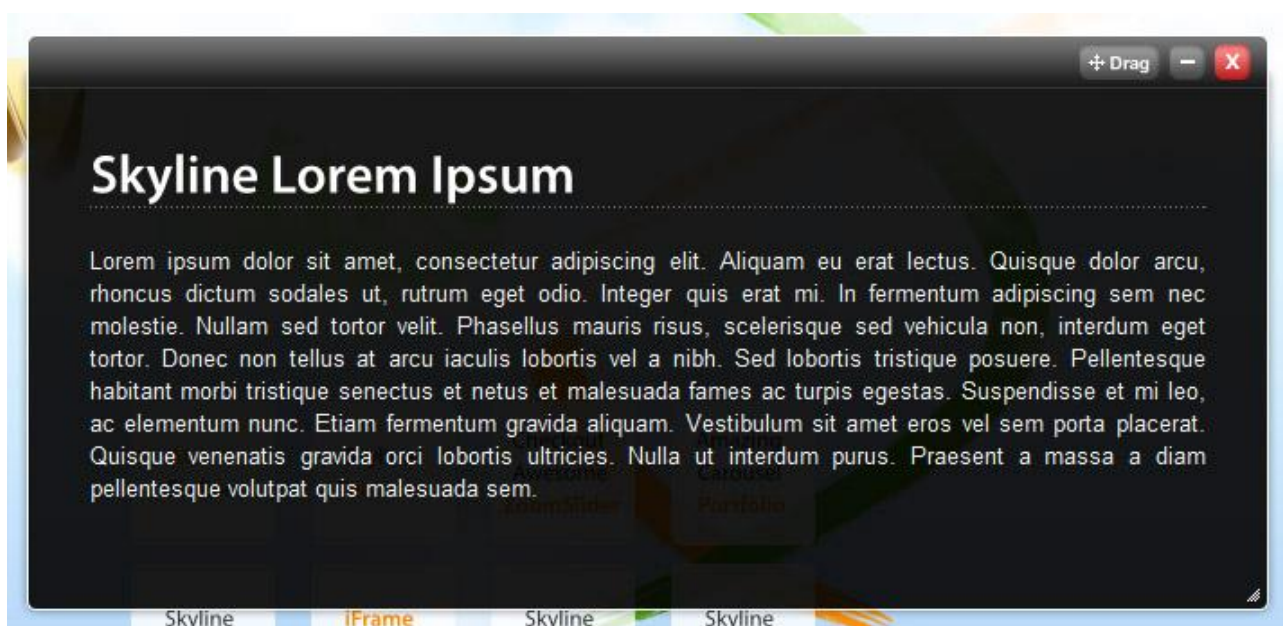 Drag
X
Skyline Lorem Ipsum
Lorem ipsum dolor sit amet, consectetur adipiscing elit. Aliquam eu erat lectus. Quisque dolor arcu,
rhoncus dictum sodales ut, rutrum eget odio. Integer quis erat mi. In fermentum adipiscing sem nec
molestie. Nullam sed tortor velit. Phasellus mauris risus, scelerisque sed vehicula non, interdum eget
tortor. Donec non tellus at arcu iaculis lobortis vel a nibh. Sed lobortis tristique posuere. Pellentesque
habitant morbi tristique senectus et netus et malesuada fames ac turpis egestas. Suspendisse et mi leo,
ac elementum nunc. Etiam fermentum gravida aliquam. Vestibulum sit amet eros vel sem porta placerat.
Quisque venenatis gravida orci lobortis ultricies. Nulla ut interdum purus. Praesent a massa a diam
pellentesque volutpat quis malesuada sem.
Checkout Amazing
Awesome Carousel
Portfolio
Skyline iFrame Skyline Skyline